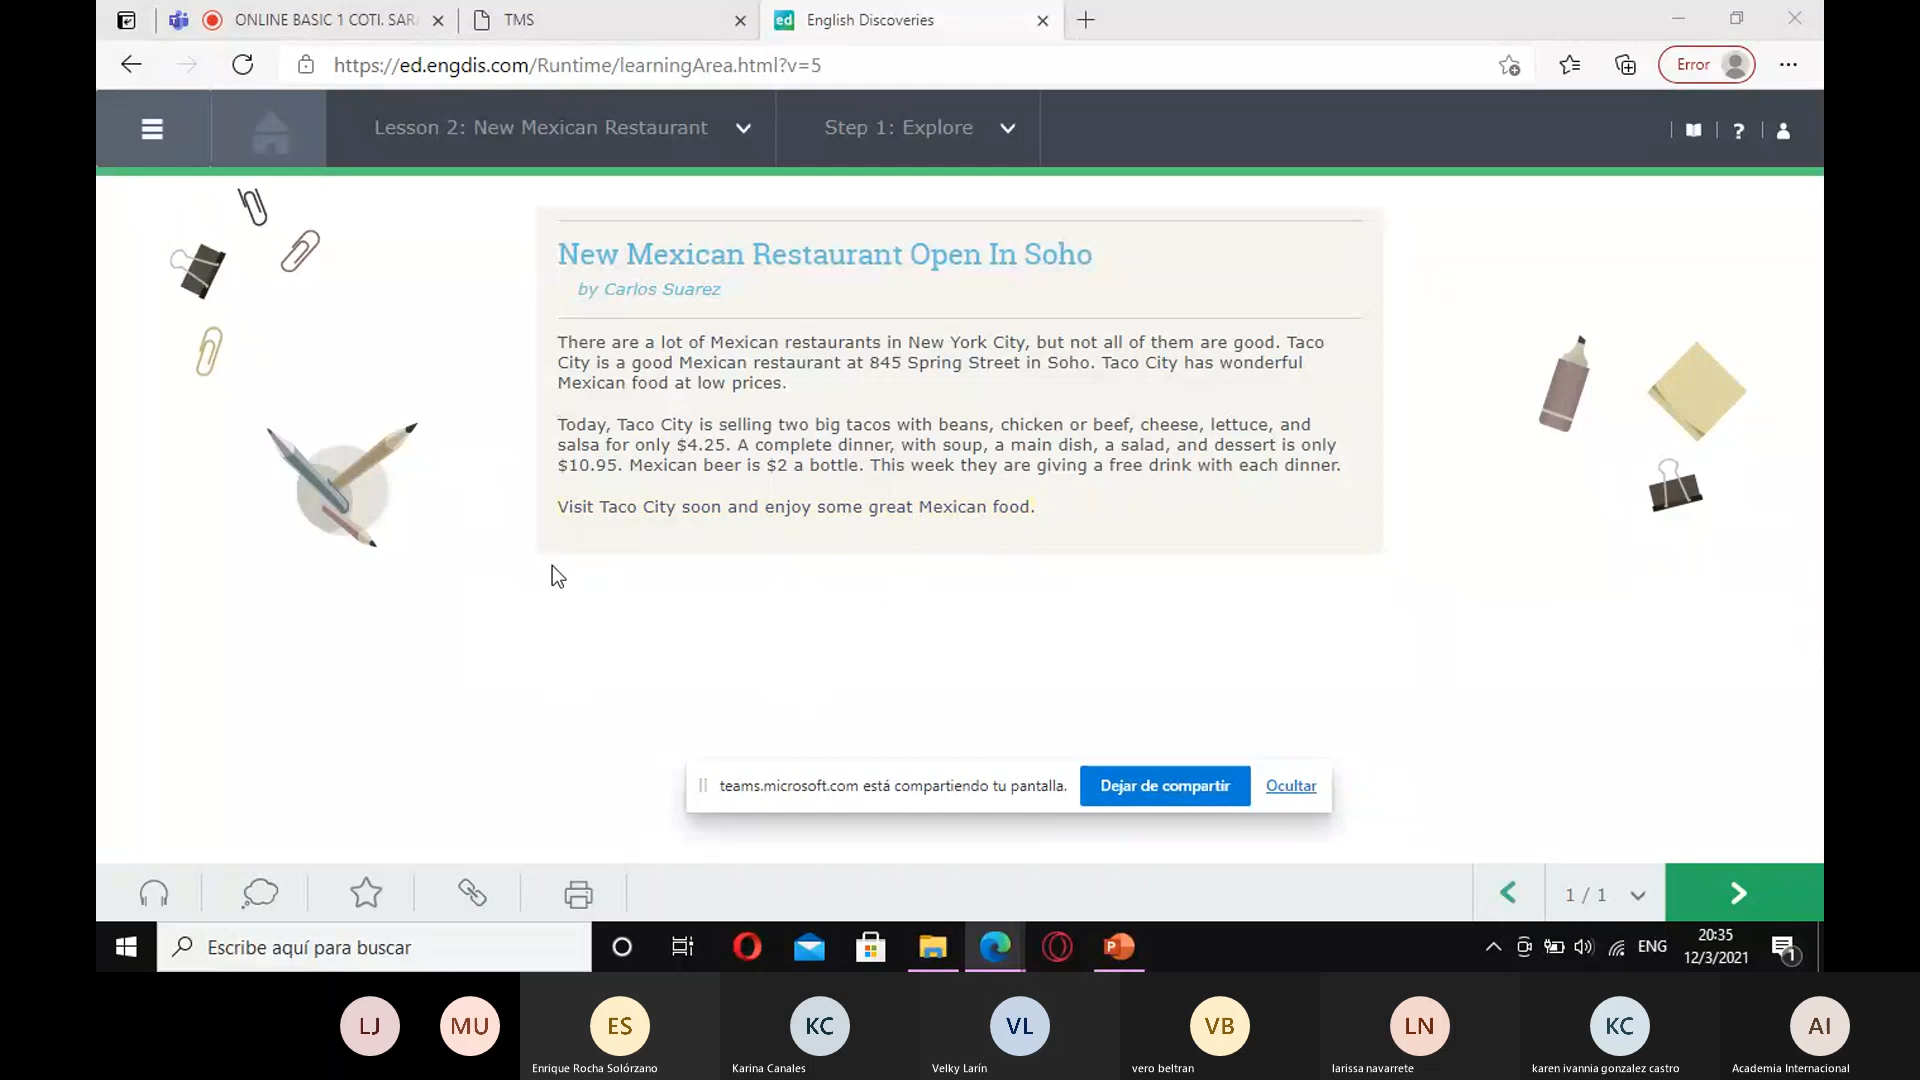 ONLINE BASIC 1 COTI. SAR
TMS
English Discoveries
https://ed.engdis.com/Runtime/learningArea.html?v=5
Error
Lesson 2: New Mexican Restaurant
Step 1: Explore
New Mexican Restaurant Open In Soho
by Carlos Suarez
There are a lot of Mexican restaurants in New York City, but not all of them are good. Taco
City is a good Mexican restaurant at 845 Spring Street in Soho. Taco City has wonderful
Mexican food at low prices.
Today, Taco City is selling two big tacos with beans, chicken or beef, cheese, lettuce, and
salsa for only $4.25. A complete dinner, with soup, a main dish, a salad, and dessert is only
$10.95. Mexican beer is $2 a bottle. This week they are giving a free drink with each dinner.
Visit Taco City soon and enjoy some great Mexican food.
teams.microsoft.com está compartiendo tu pantalla.
Dejar de compartir
Ocultar
1 / 1
Escribe aquí para buscar
ENG
20:35
12/3/2021
1
LJ
MU
ES
KC
VL
VB
LN
KC
AI
Enrique Rocha Solórzano
Karina Canales
Velky Larín
vero beltran
larissa navarrete
karen ivannia gonzalez castro
Academia Internacional